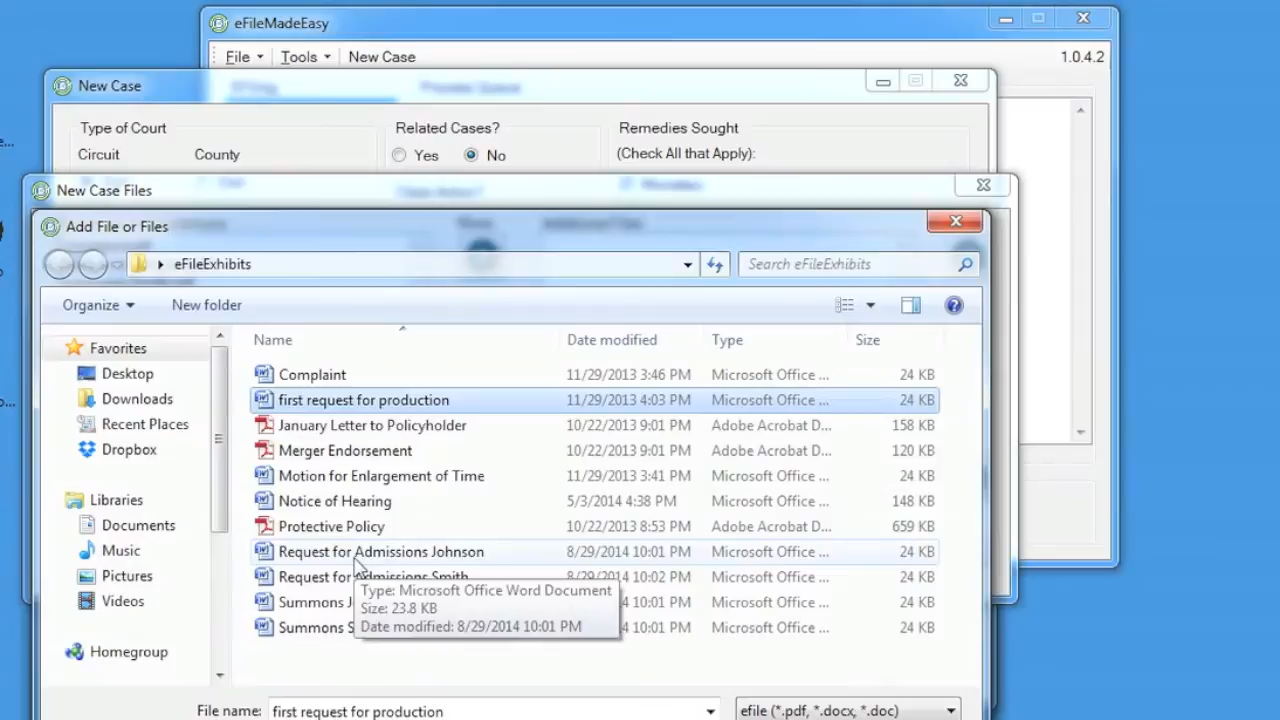 eFileMadeEasy
File Tools New Case 1.0.4.2
New Case
Type of Court Related Cases? Remedies Sought
Circuit County Yes No (Check All that Apply):
New Case Files
Add File or Files
eFileExhibits Search eFileExhibits
Organize New folder
Name Date modified Type Size
Favorites
Desktop
Downloads
Recent Places
Dropbox
Libraries
Documents
Music
Pictures
Videos
Homegroup
Complaint 11/29/2013 3:46 PM Microsoft Office ... 24 KB
first request for production 11/29/2013 4:03 PM Microsoft Office ... 24 KB
January Letter to Policyholder 10/22/2013 9:01 PM Adobe Acrobat D... 158 KB
Merger Endorsement 10/22/2013 9:01 PM Adobe Acrobat D... 120 KB
Motion for Enlargement of Time 11/29/2013 3:41 PM Microsoft Office ... 24 KB
Notice of Hearing 5/3/2014 4:38 PM Microsoft Office ... 148 KB
Protective Policy 10/22/2013 8:53 PM Adobe Acrobat D... 659 KB
Request for Admissions Johnson 8/29/2014 10:01 PM Microsoft Office ... 24 KB
Request for Admissions Smith 8/29/2014 10:02 PM Microsoft Office ... 24 KB
Summons J 4 10:01 PM Microsoft Office ... 24 KB
Summons S 4 10:01 PM Microsoft Office ... 24 KB
Type: Microsoft Office Word Document
Size: 23.8 KB
Date modified: 8/29/2014 10:01 PM
File name: first request for production efile (*.pdf, *.docx, *.doc)